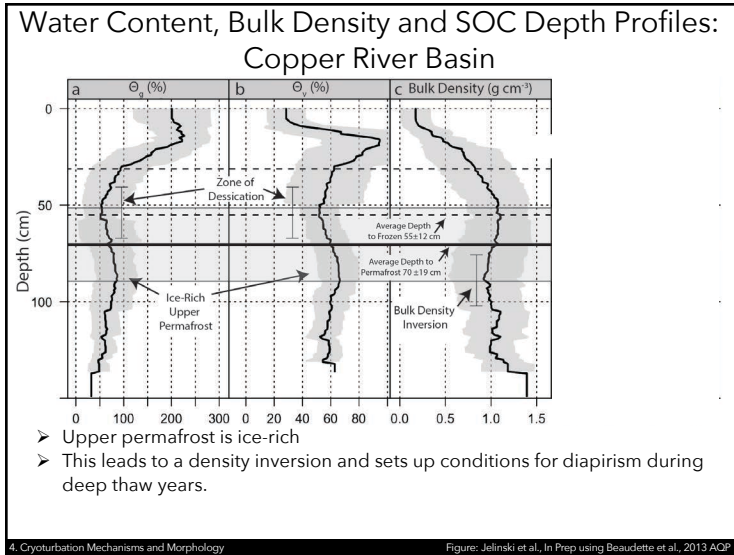 Water Content, Bulk Density and SOC Depth Profiles:
Copper River Basin
a Θg (%) b Θv (%) c Bulk Density (g cm⁻³)
0
50
100
Depth (cm)
Zone of
Dessication
Average Depth
to Frozen 55±12 cm
Average Depth to
Permafrost 70 ±19 cm
Ice-Rich
Upper
Permafrost
Bulk Density
Inversion
0 100 200 300 0 20 40 60 80 0.0 0.5 1.0 1.5
➢ Upper permafrost is ice-rich
➢ This leads to a density inversion and sets up conditions for diapirism during
deep thaw years.
4. Cryoturbation Mechanisms and Morphology Figure: Jelinski et al., In Prep using Beaudette et al., 2013 AQP